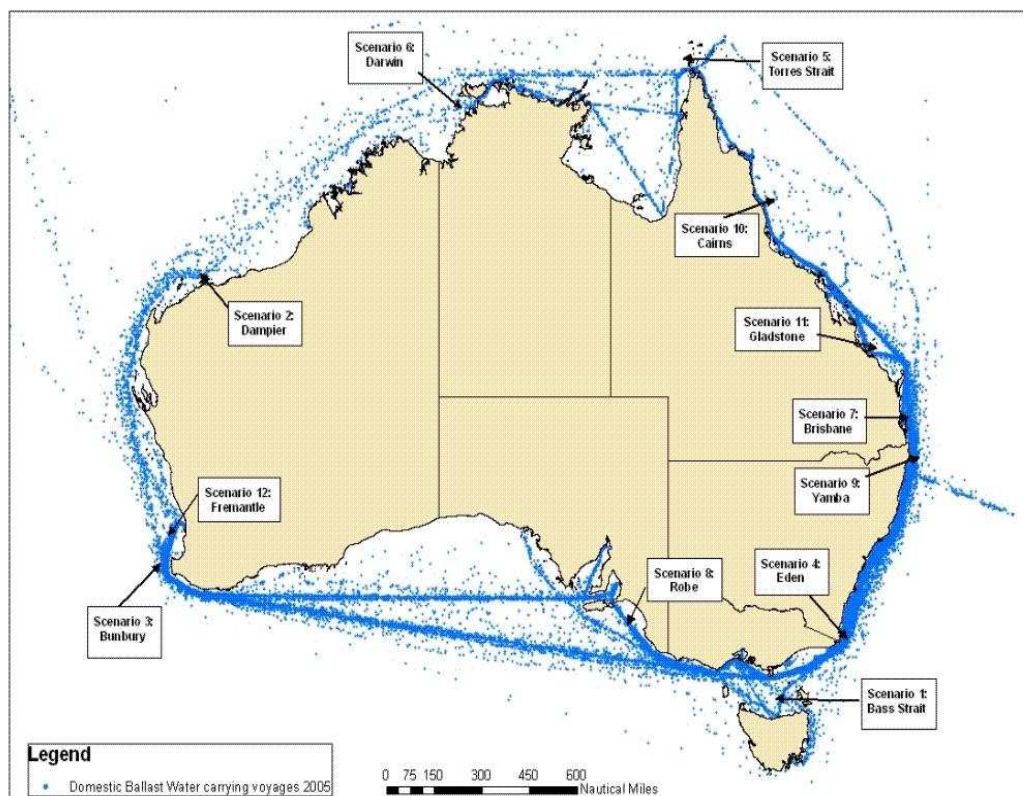 Scenario 6:
Darwin
Scenario 5:
Torres Strait
Scenario 10:
Cairns
Scenario 2:
Dampier
Scenario 11:
Gladstone
Scenario 7:
Brisbane
Scenario 12:
Fremantle
Scenario 9:
Yamba
Scenario 8:
Robe
Scenario 4:
Eden
Scenario 3:
Bunbury
Scenario 1:
Bass Strait
Legend
Domestic Ballast Water carrying voyages 2005
0 75 150 300 450 600
Nautical Miles